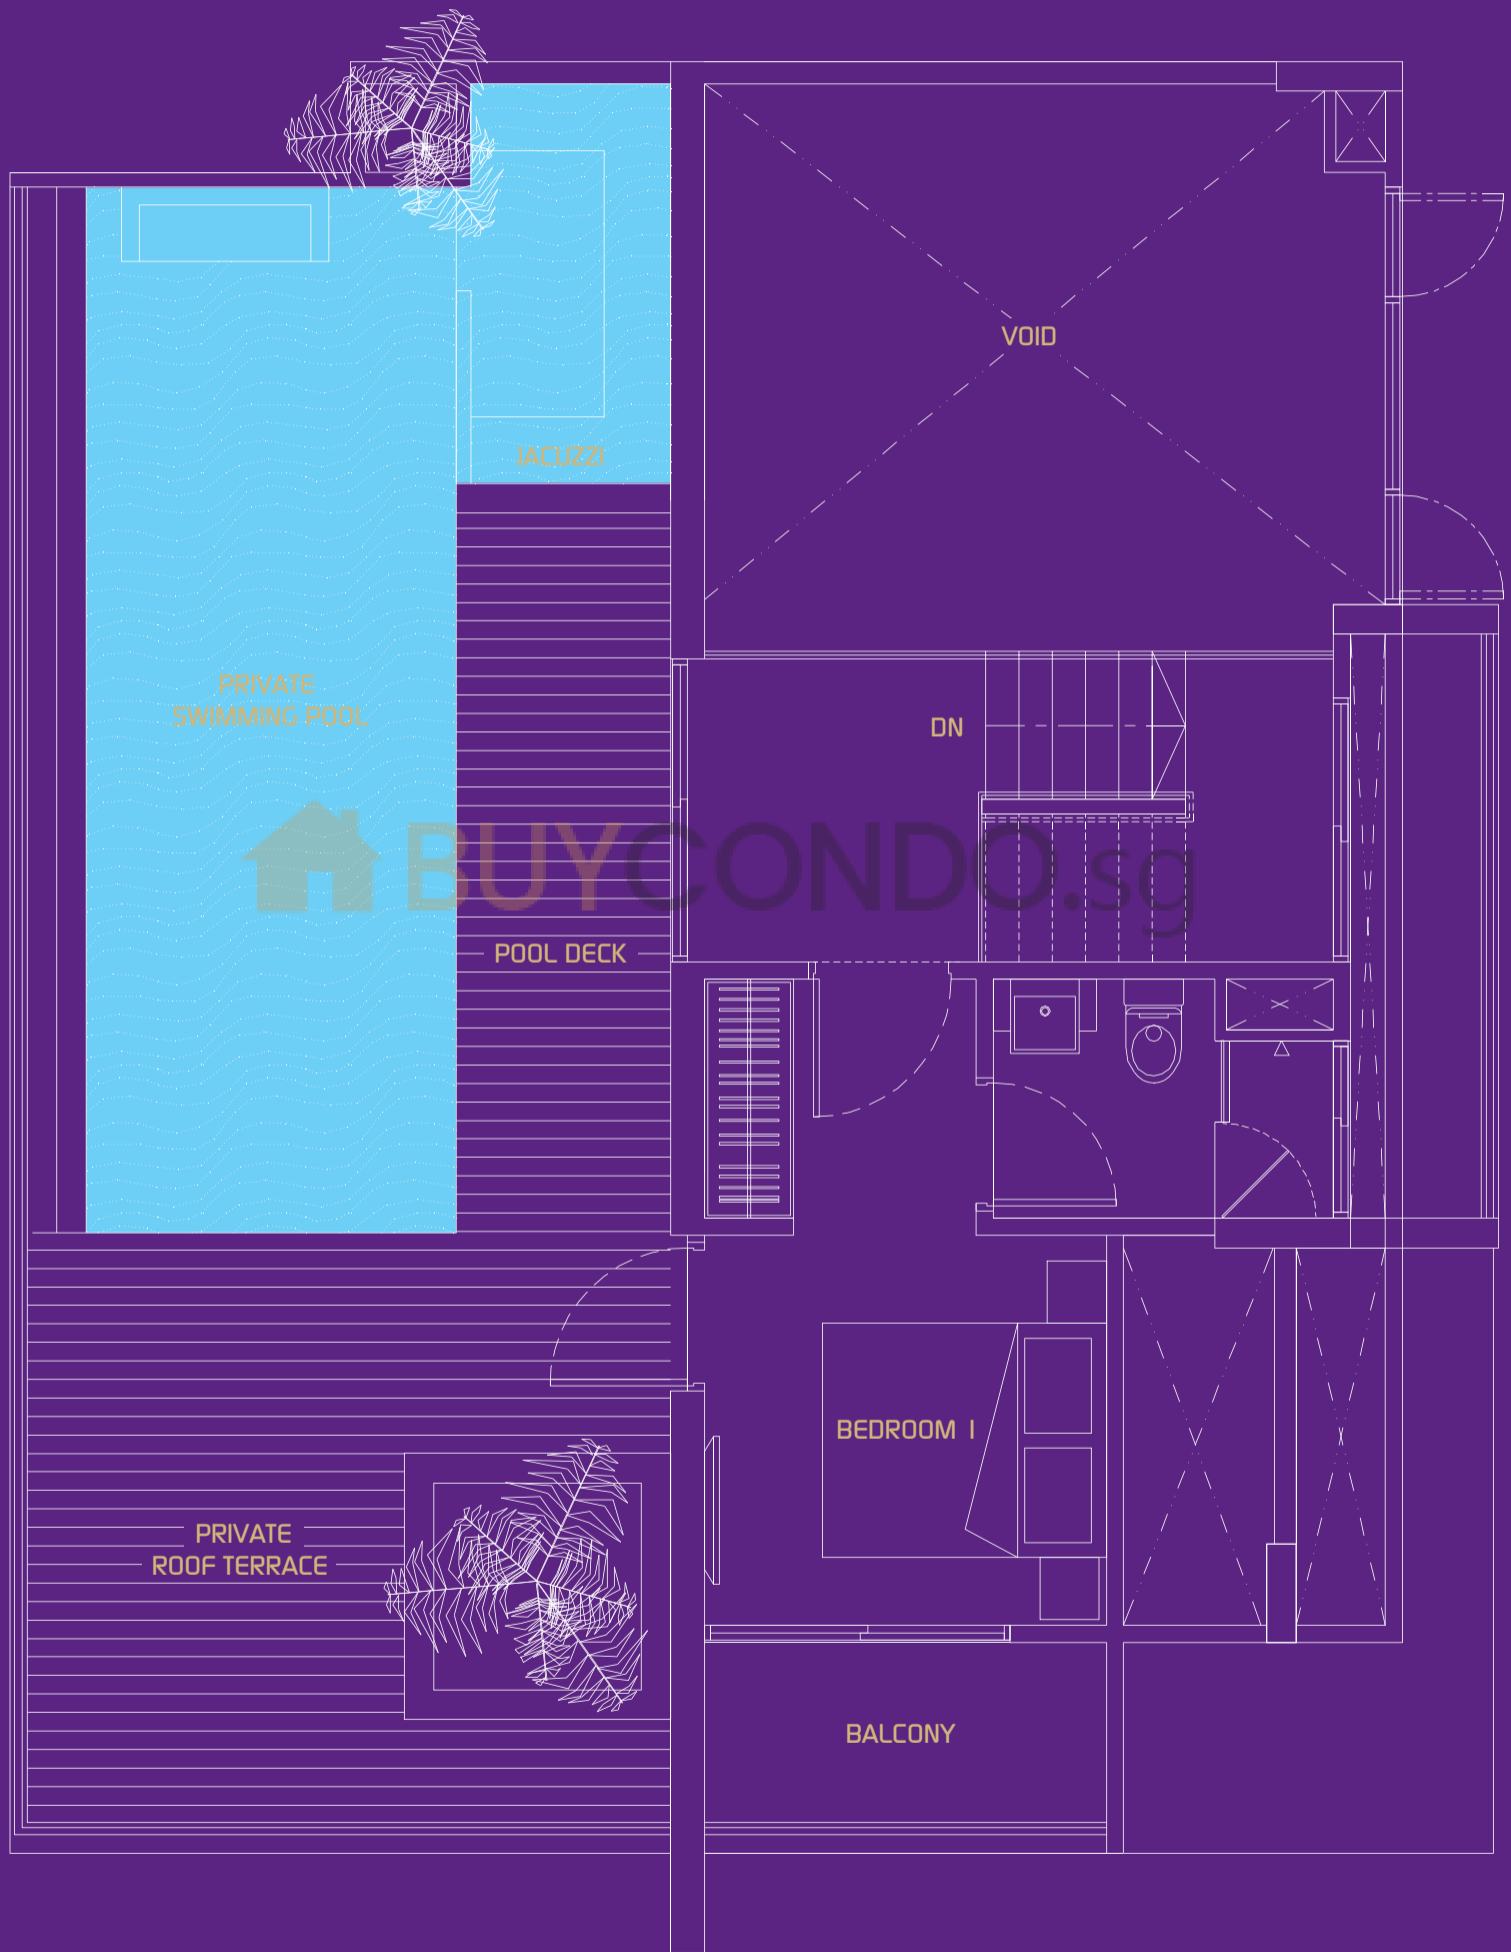 VOID
JACUZZI
PRIVATE
SWIMMING POOL
DN
BUYCONDO.sg
POOL DECK
BEDROOM 1
PRIVATE
ROOF TERRACE
BALCONY